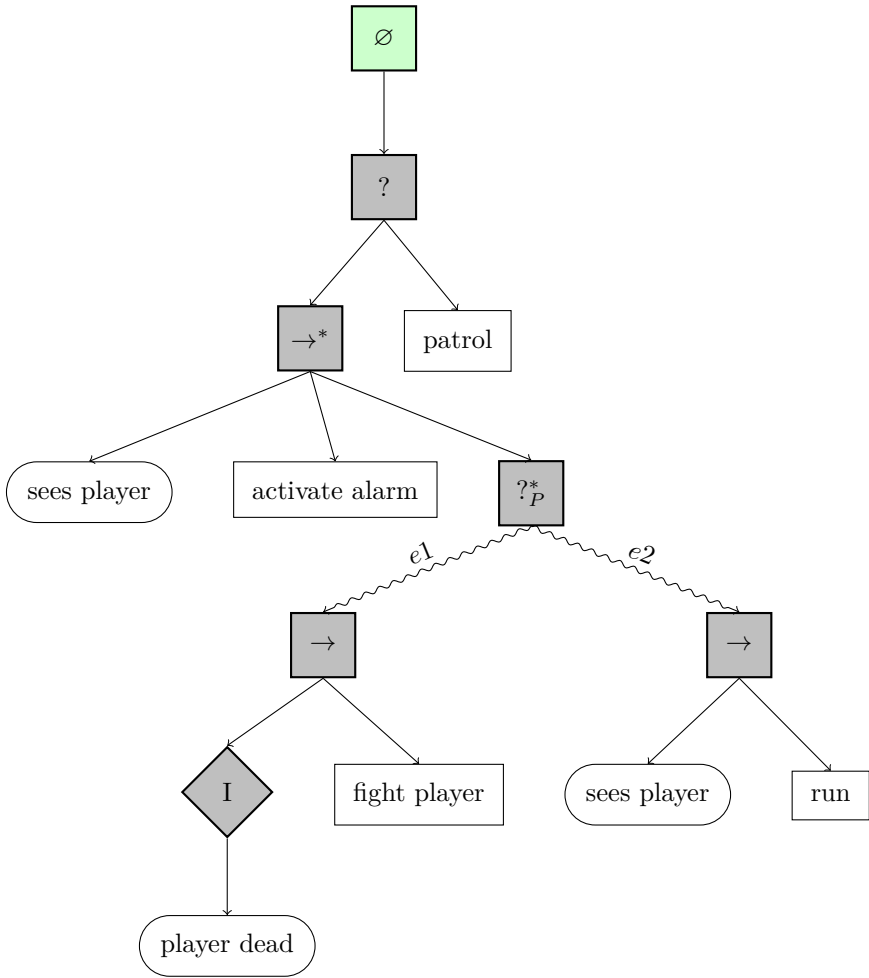 ∅
?
→*
patrol
sees player
activate alarm
?*P
e1
e2
→
→
I
fight player
sees player
run
player dead